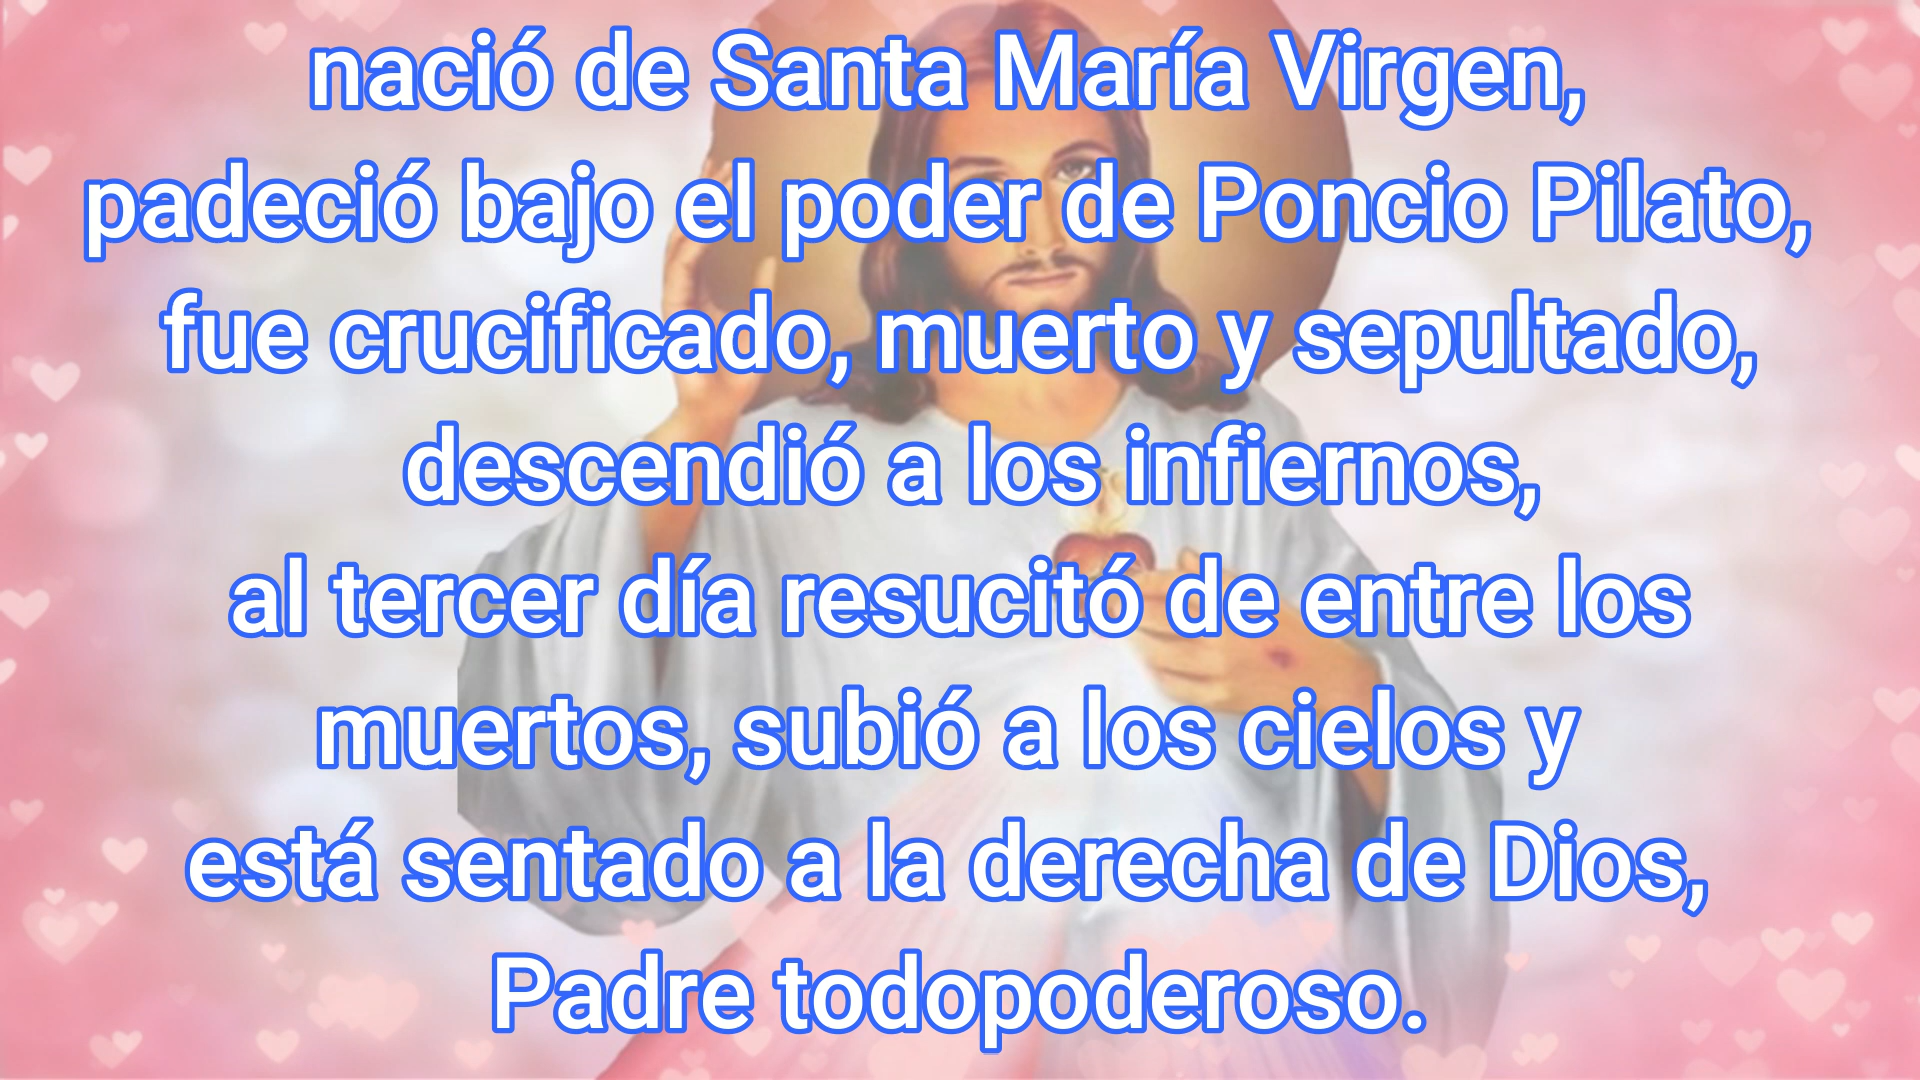 nació de Santa María Virgen,
padeció bajo el poder de Poncio Pilato,
fue crucificado, muerto y sepultado,
descendió a los infiernos,
al tercer día resucitó de entre los
muertos, subió a los cielos y
está sentado a la derecha de Dios,
Padre todopoderoso.